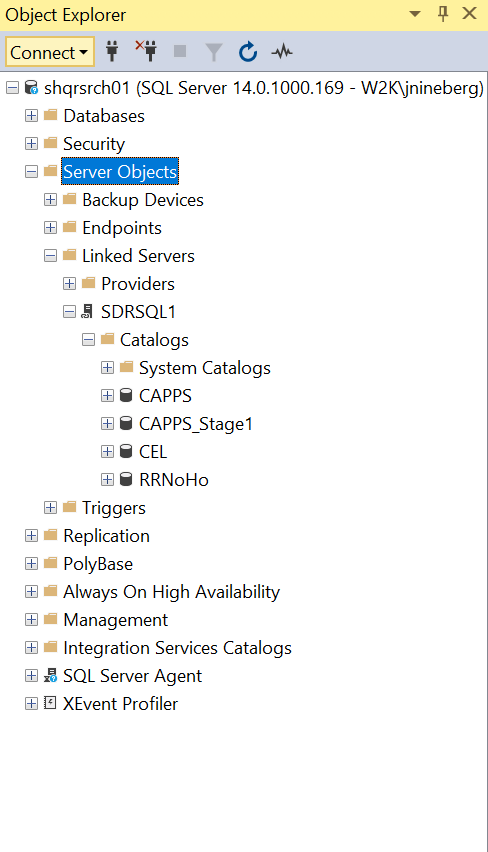 Object Explorer
Connect
shqrsrch01 (SQL Server 14.0.1000.169 - W2K\jnineberg)
Databases
Security
Server Objects
Backup Devices
Endpoints
Linked Servers
Providers
SDRSQL1
Catalogs
System Catalogs
CAPPS
CAPPS_Stage1
CEL
RRNoHo
Triggers
Replication
PolyBase
Always On High Availability
Management
Integration Services Catalogs
SQL Server Agent
XEvent Profiler